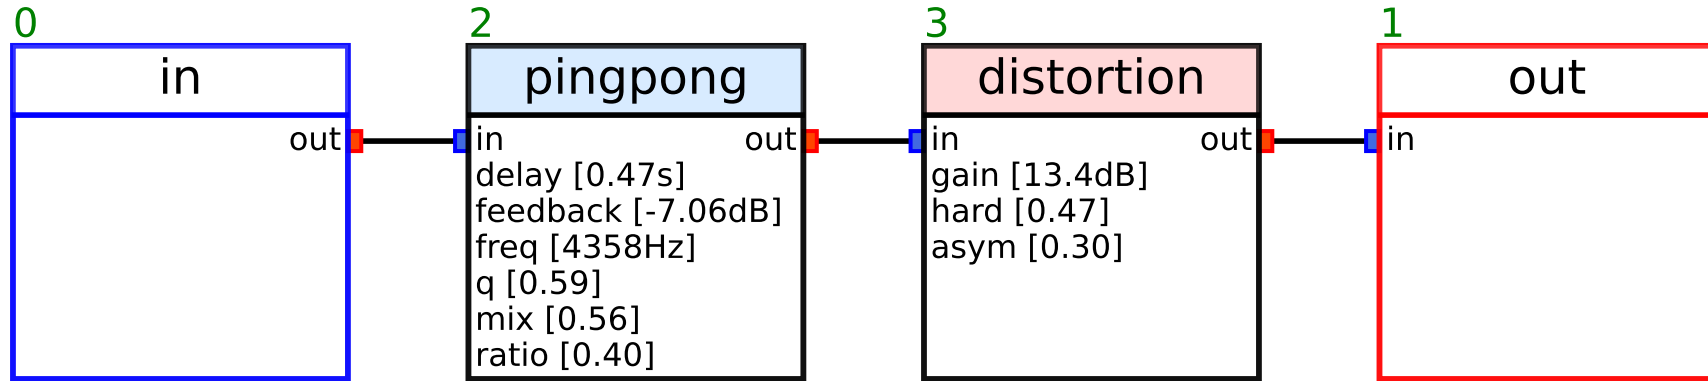 0
in
out
2
pingpong
in out
delay [0.47s]
feedback [-7.06dB]
freq [4358Hz]
q [0.59]
mix [0.56]
ratio [0.40]
3
distortion
in out
gain [13.4dB]
hard [0.47]
asym [0.30]
1
out
in